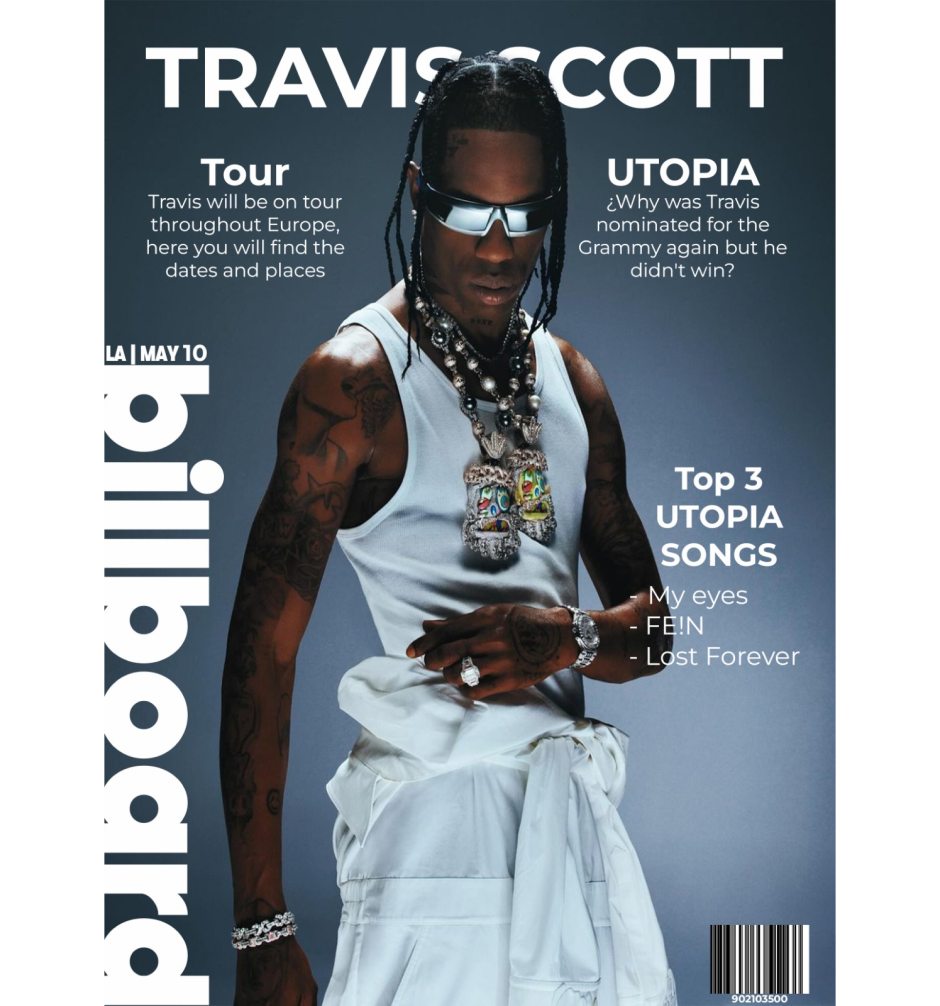 TRAVIS SCOTT
Tour
Travis will be on tour
throughout Europe,
here you will find the
dates and places
UTOPIA
¿Why was Travis
nominated for the
Grammy again but he
didn't win?
LA | MAY 10
billboard
Top 3
UTOPIA
SONGS
- My eyes
- FE!N
- Lost Forever
902103500